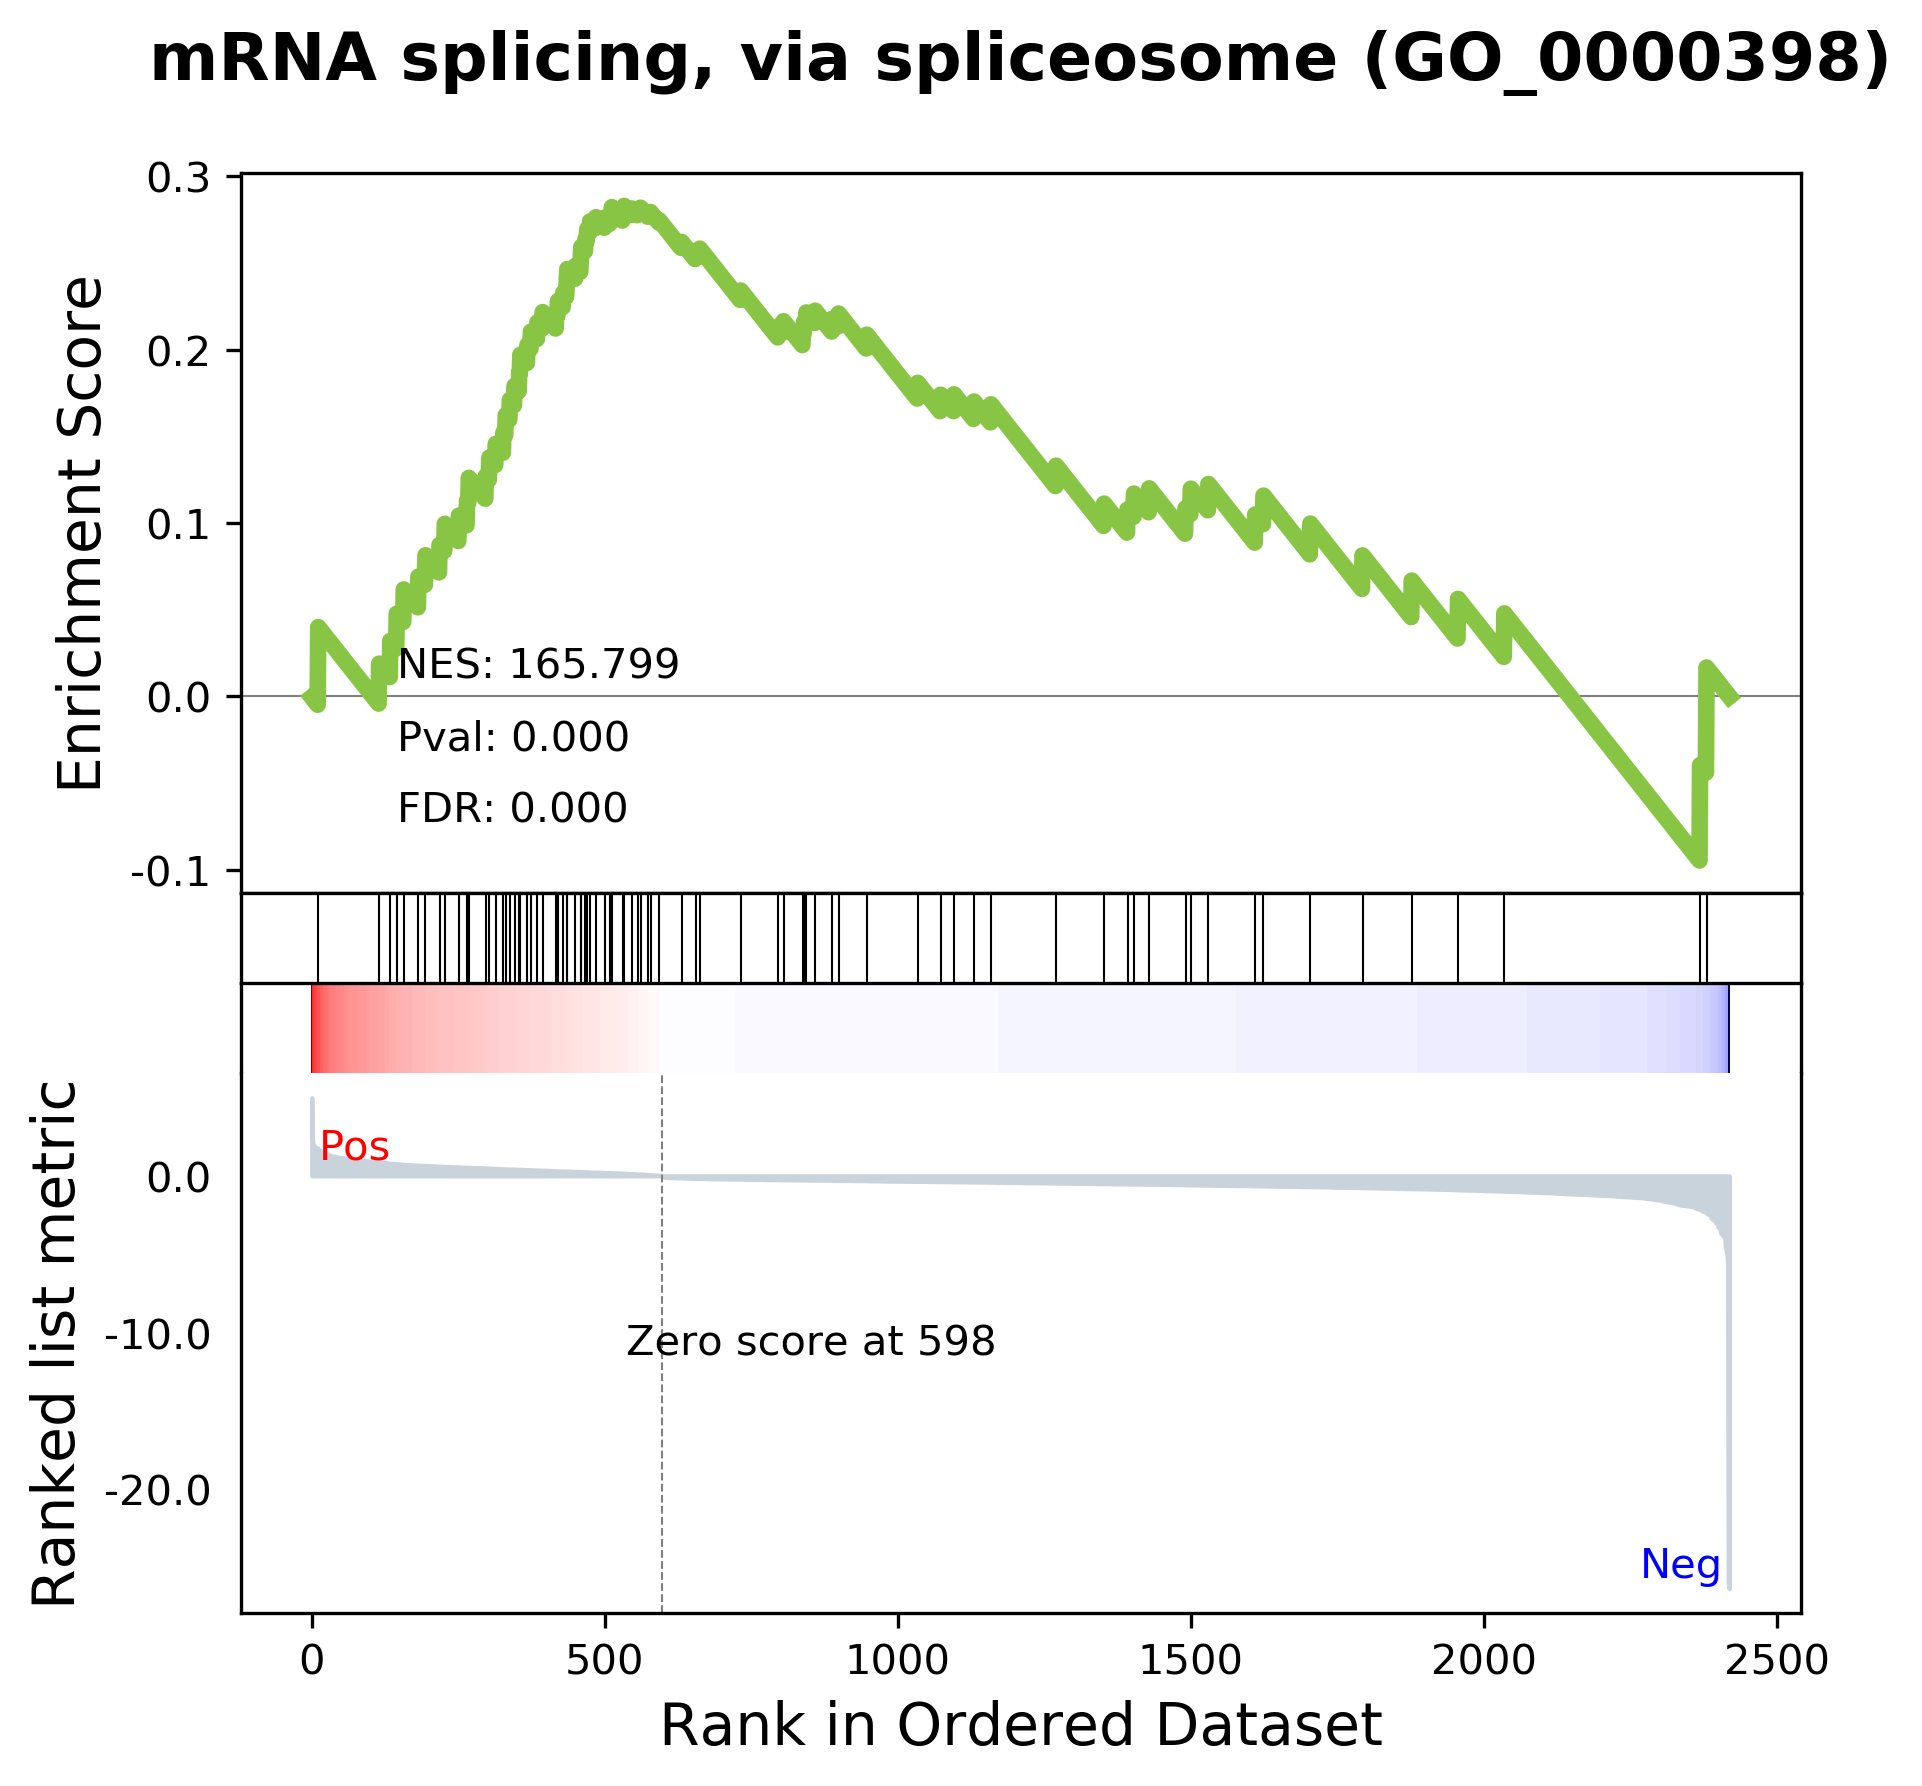 mRNA splicing, via spliceosome (GO_0000398)
Enrichment Score
0.3
0.2
0.1
0.0
-0.1
NES: 165.799
Pval: 0.000
FDR: 0.000
Ranked list metric
0.0
-10.0
-20.0
Pos
Zero score at 598
Neg
0 500 1000 1500 2000 2500
Rank in Ordered Dataset